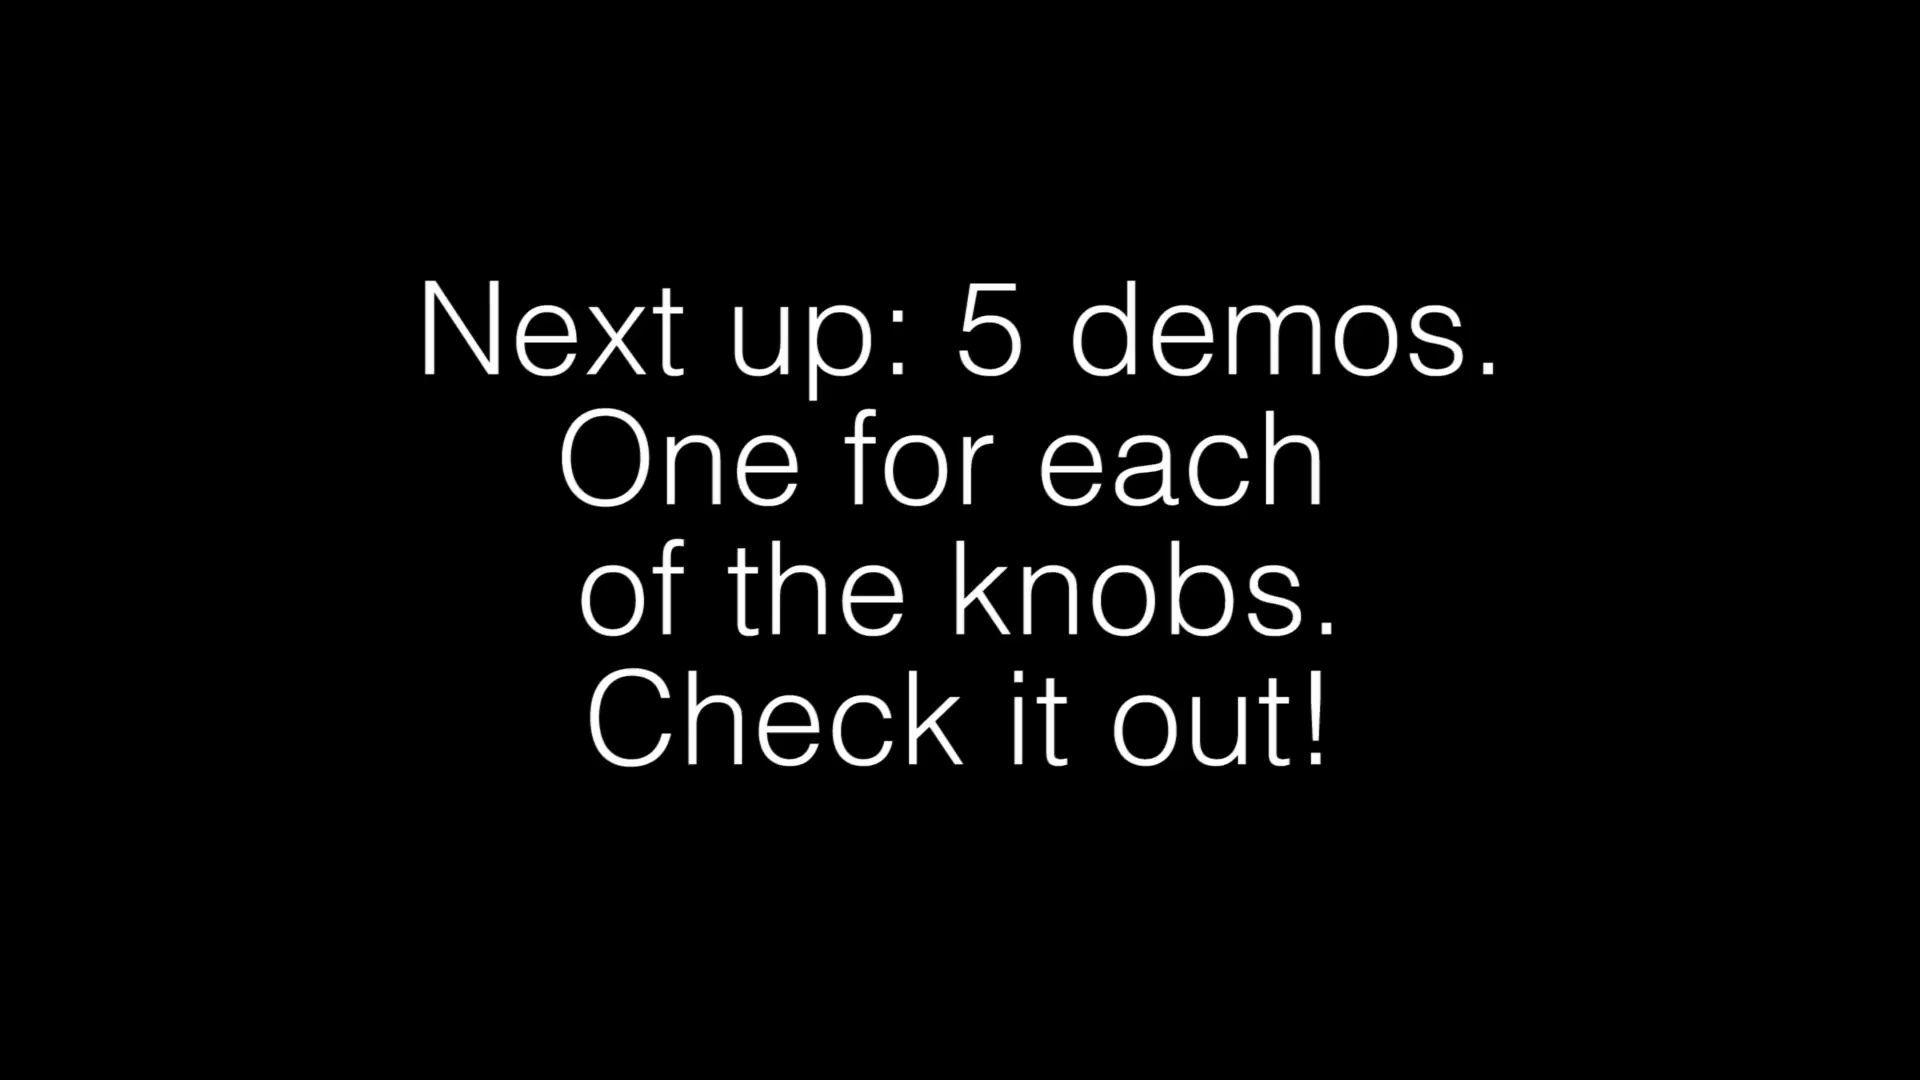 Next up: 5 demos.
One for each
of the knobs.
Check it out!